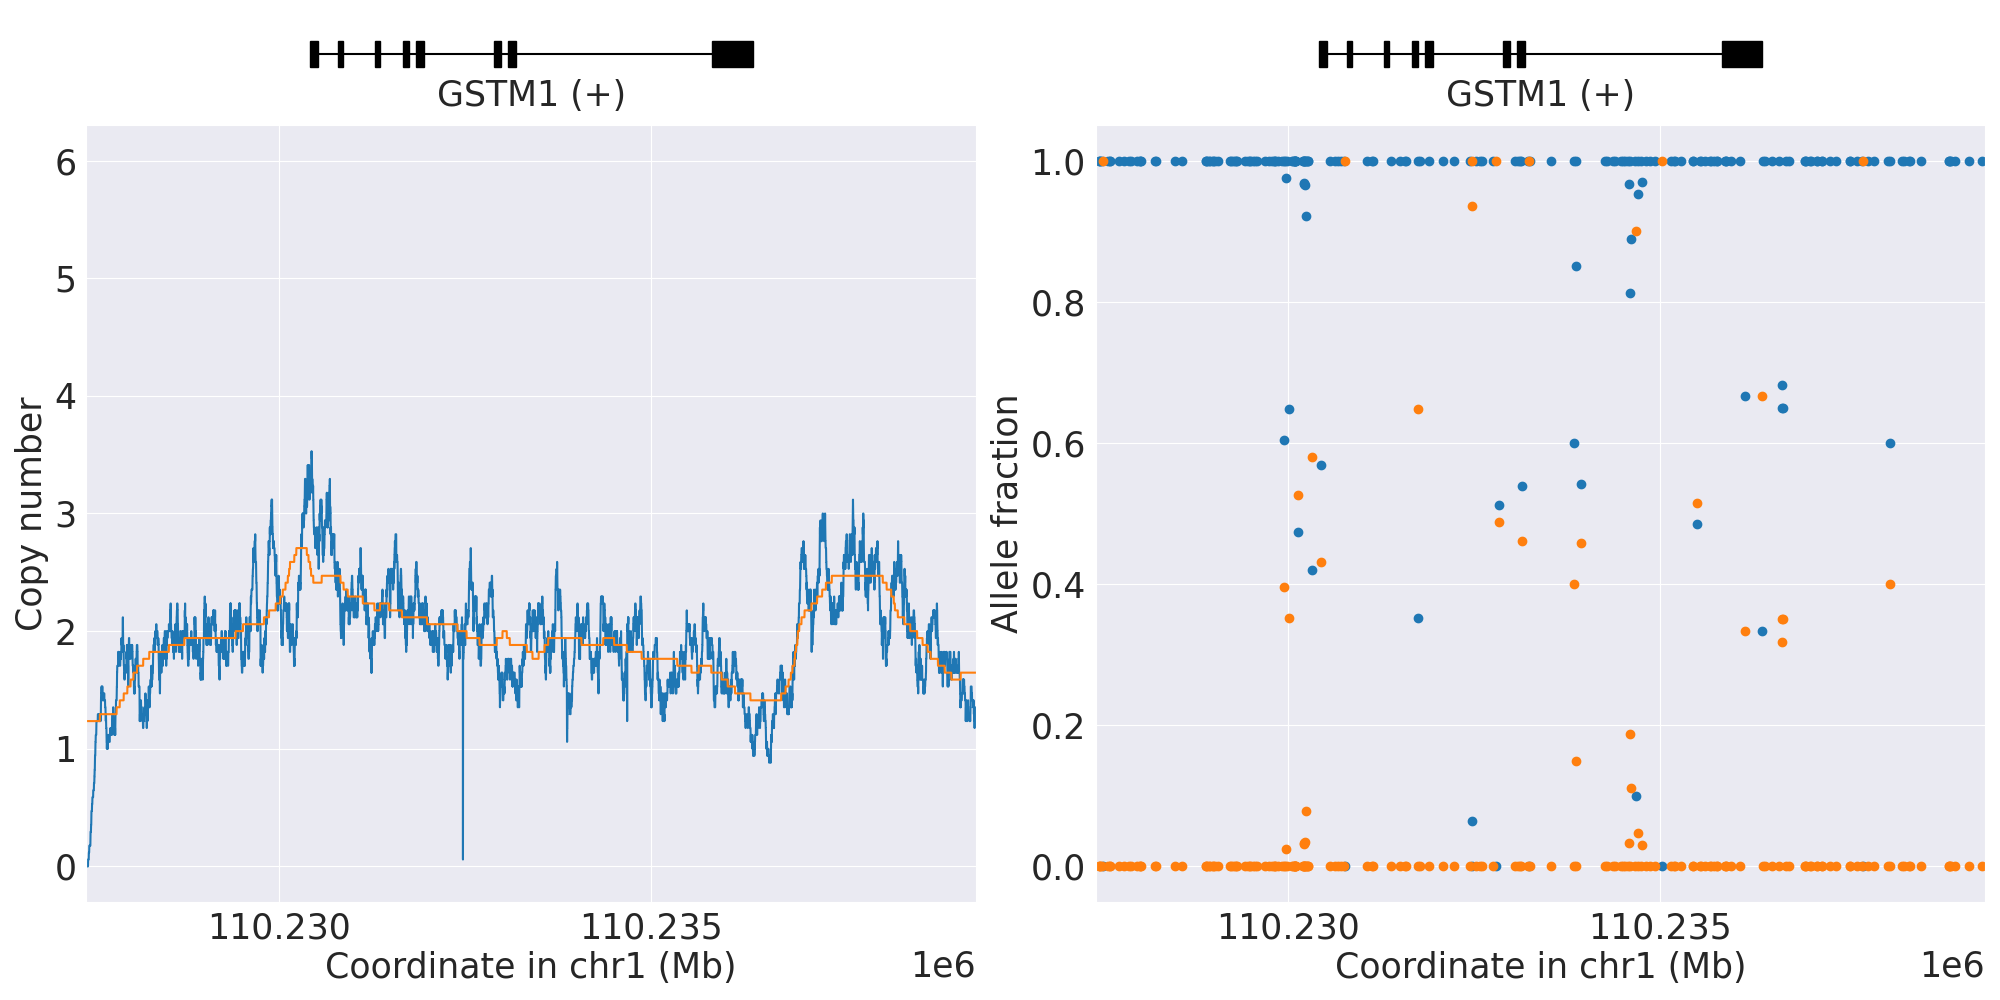 GSTM1 (+)
6
5
4
3
2
1
0
Copy number
110.230
110.235
Coordinate in chr1 (Mb)
1e6
GSTM1 (+)
1.0
0.8
0.6
0.4
0.2
0.0
Allele fraction
110.230
110.235
Coordinate in chr1 (Mb)
1e6